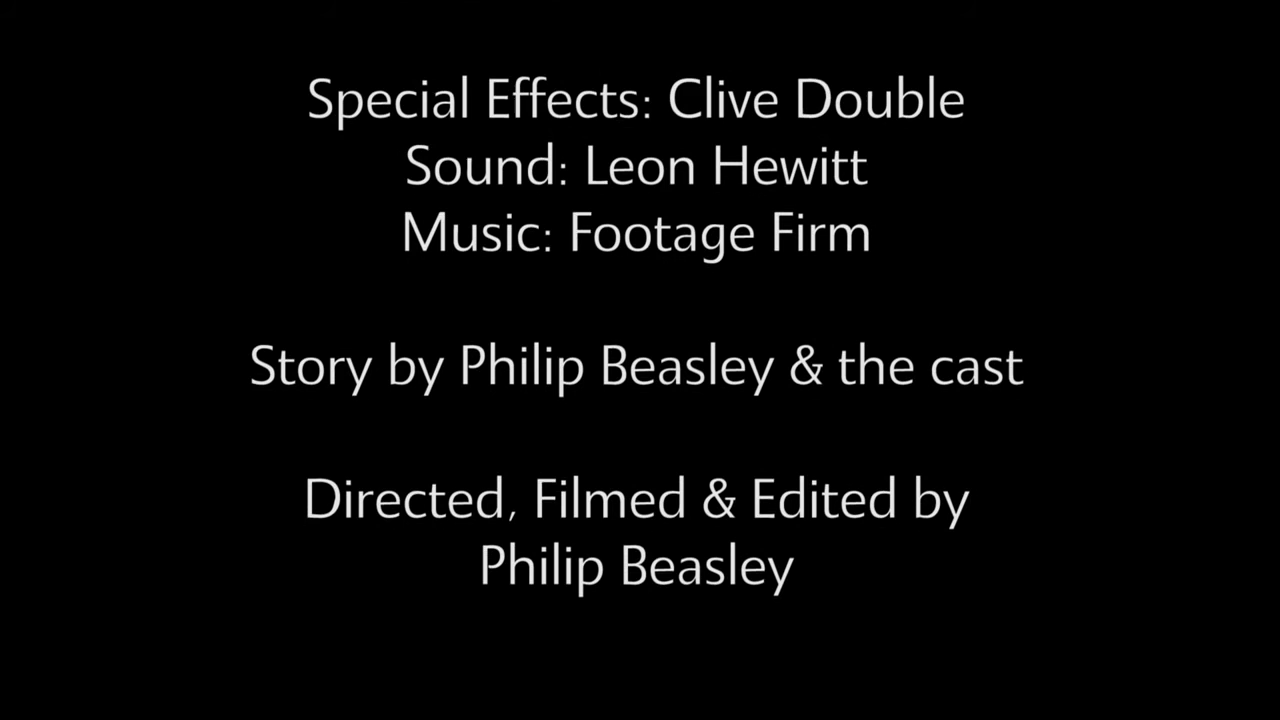 Special Effects: Clive Double
Sound: Leon Hewitt
Music: Footage Firm
Story by Philip Beasley & the cast
Directed, Filmed & Edited by
Philip Beasley